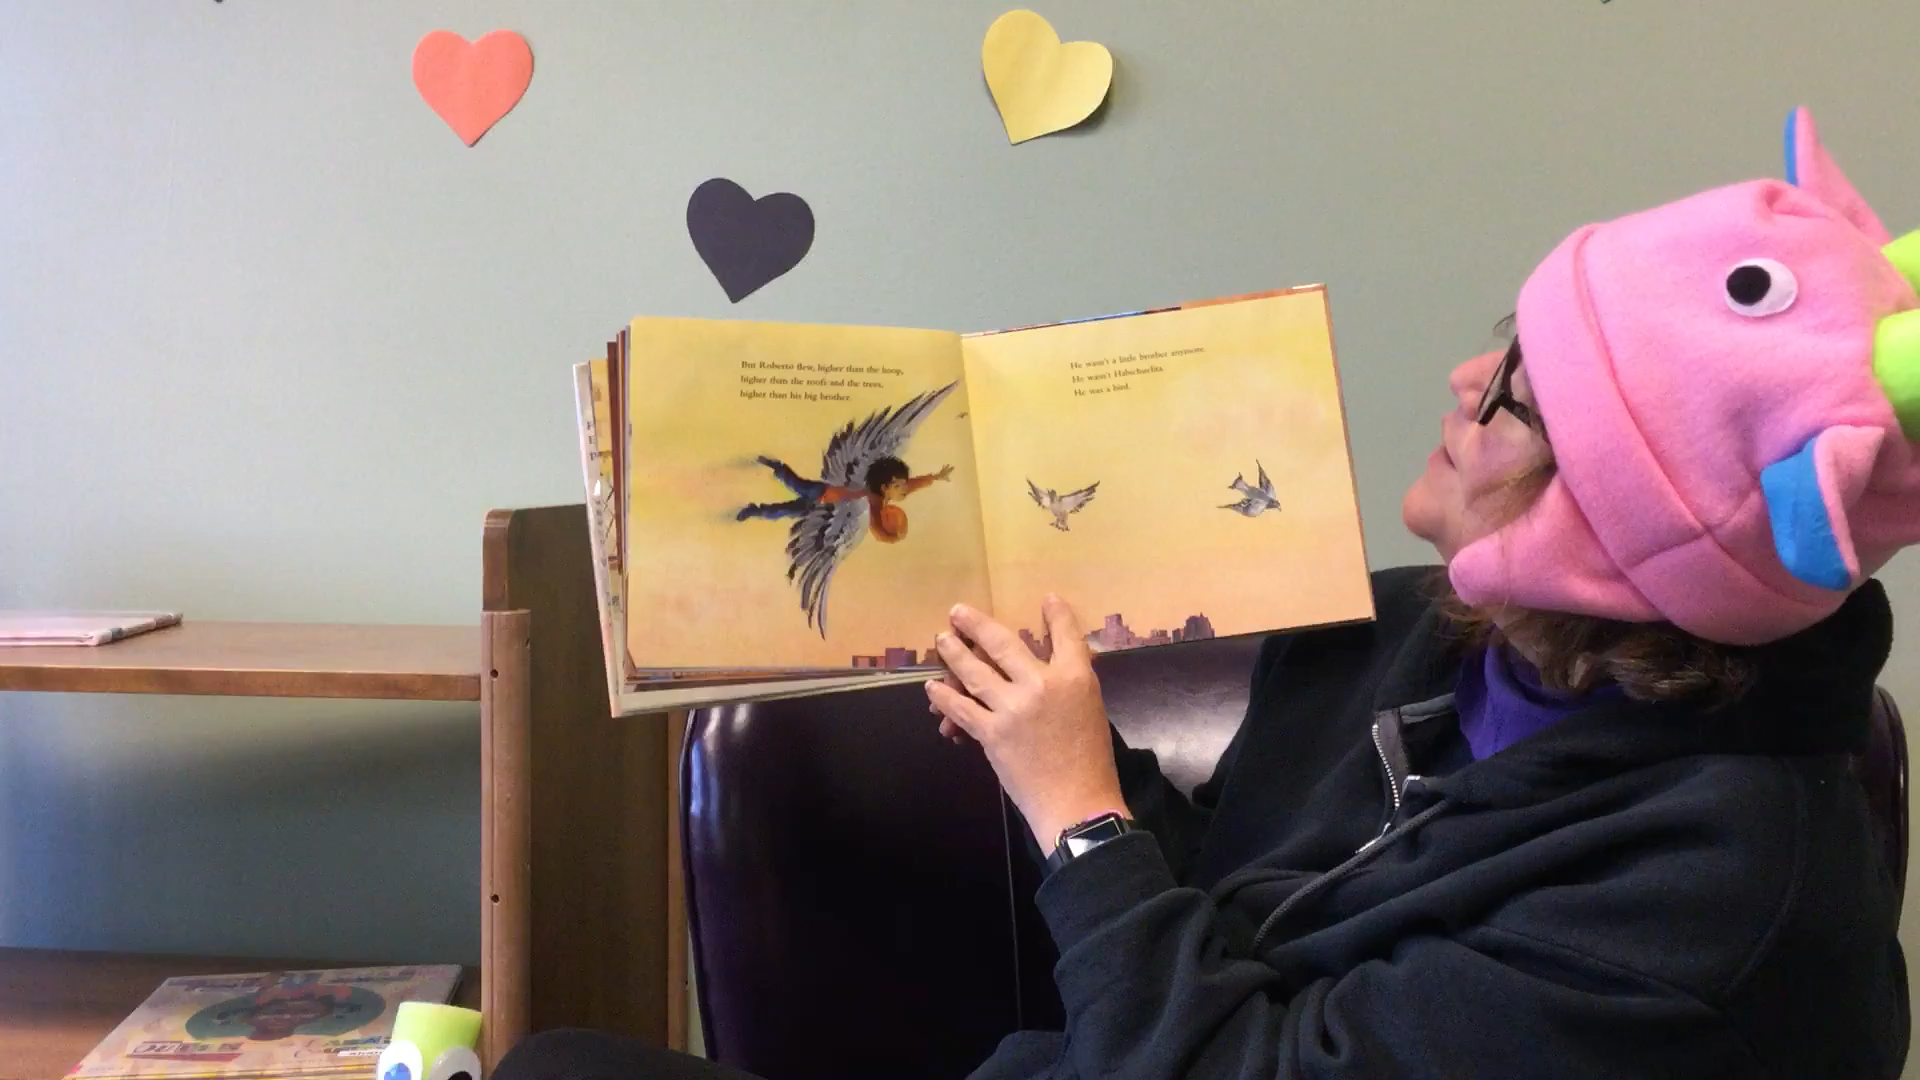 But Roberto flew, higher than the hoop,
higher than the roofs and the trees,
higher than his big brother.
He wasn't a little brother anymore.
He wasn't Habichuelita.
He was a bird.